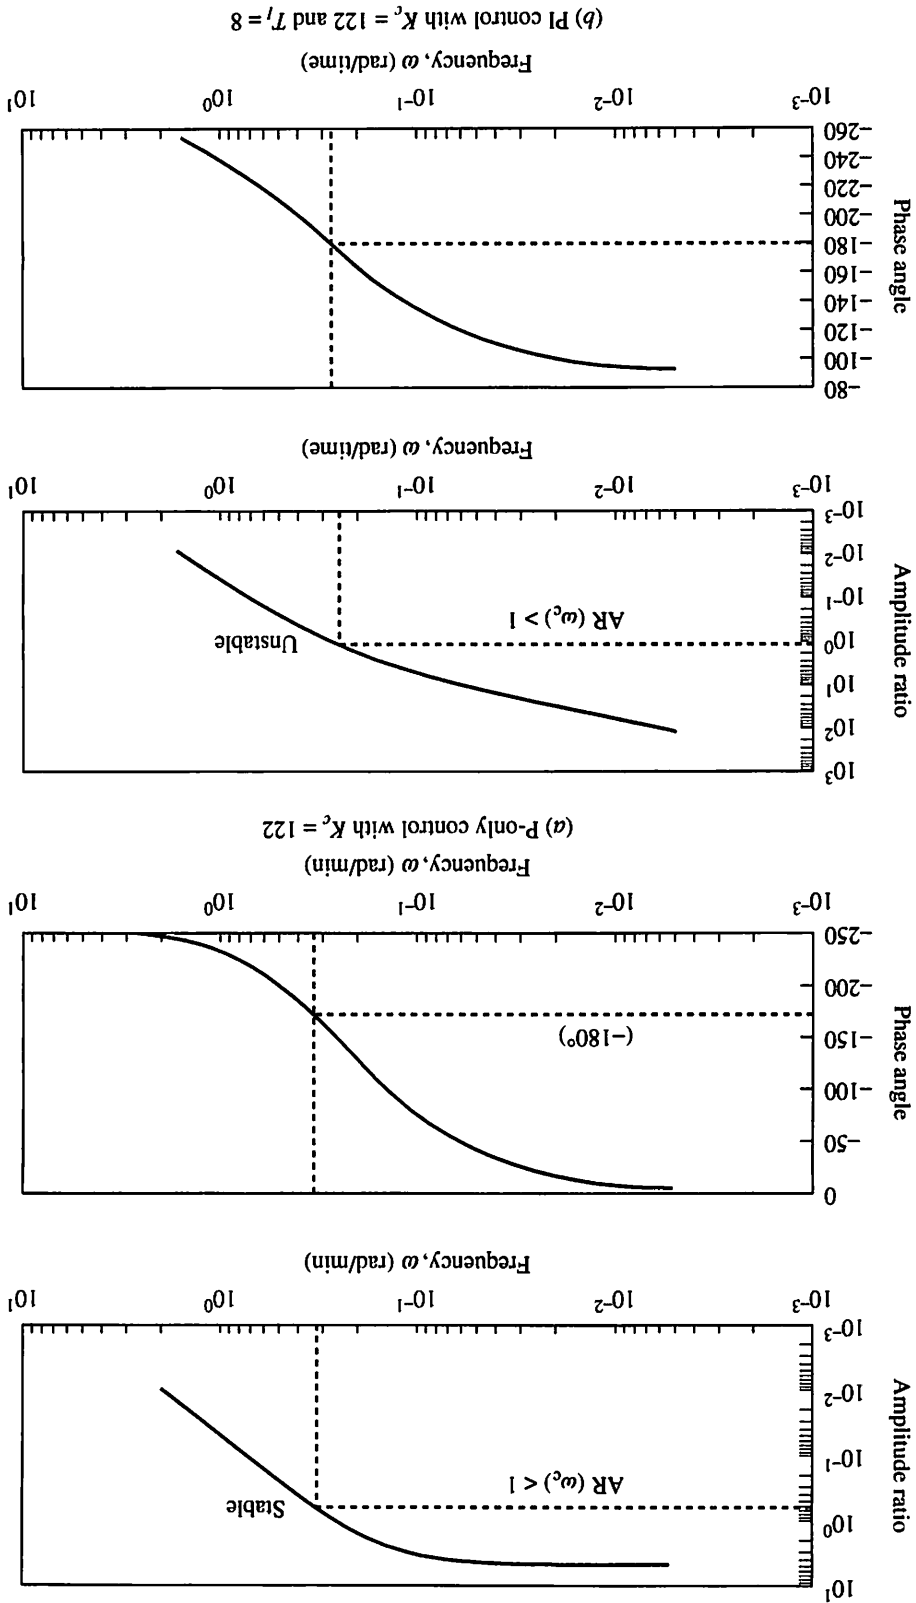 Amplitude ratio
10¹
10⁰
10⁻¹
10⁻²
10⁻³
AR (ω_c) < 1
Stable
10⁻³ 10⁻² 10⁻¹ 10⁰ 10¹
Frequency, ω (rad/min)
Phase angle
0
−50
−100
−150
−200
−250
(−180°)
10⁻³ 10⁻² 10⁻¹ 10⁰ 10¹
Frequency, ω (rad/min)
(a) P-only control with K_c = 122
Amplitude ratio
10³
10²
10¹
10⁰
10⁻¹
10⁻²
10⁻³
AR (ω_c) > 1
Unstable
10⁻³ 10⁻² 10⁻¹ 10⁰ 10¹
Frequency, ω (rad/time)
Phase angle
−80
−100
−120
−140
−160
−180
−200
−220
−240
−260
10⁻³ 10⁻² 10⁻¹ 10⁰ 10¹
Frequency, ω (rad/time)
(b) PI control with K_c = 122 and T_I = 8